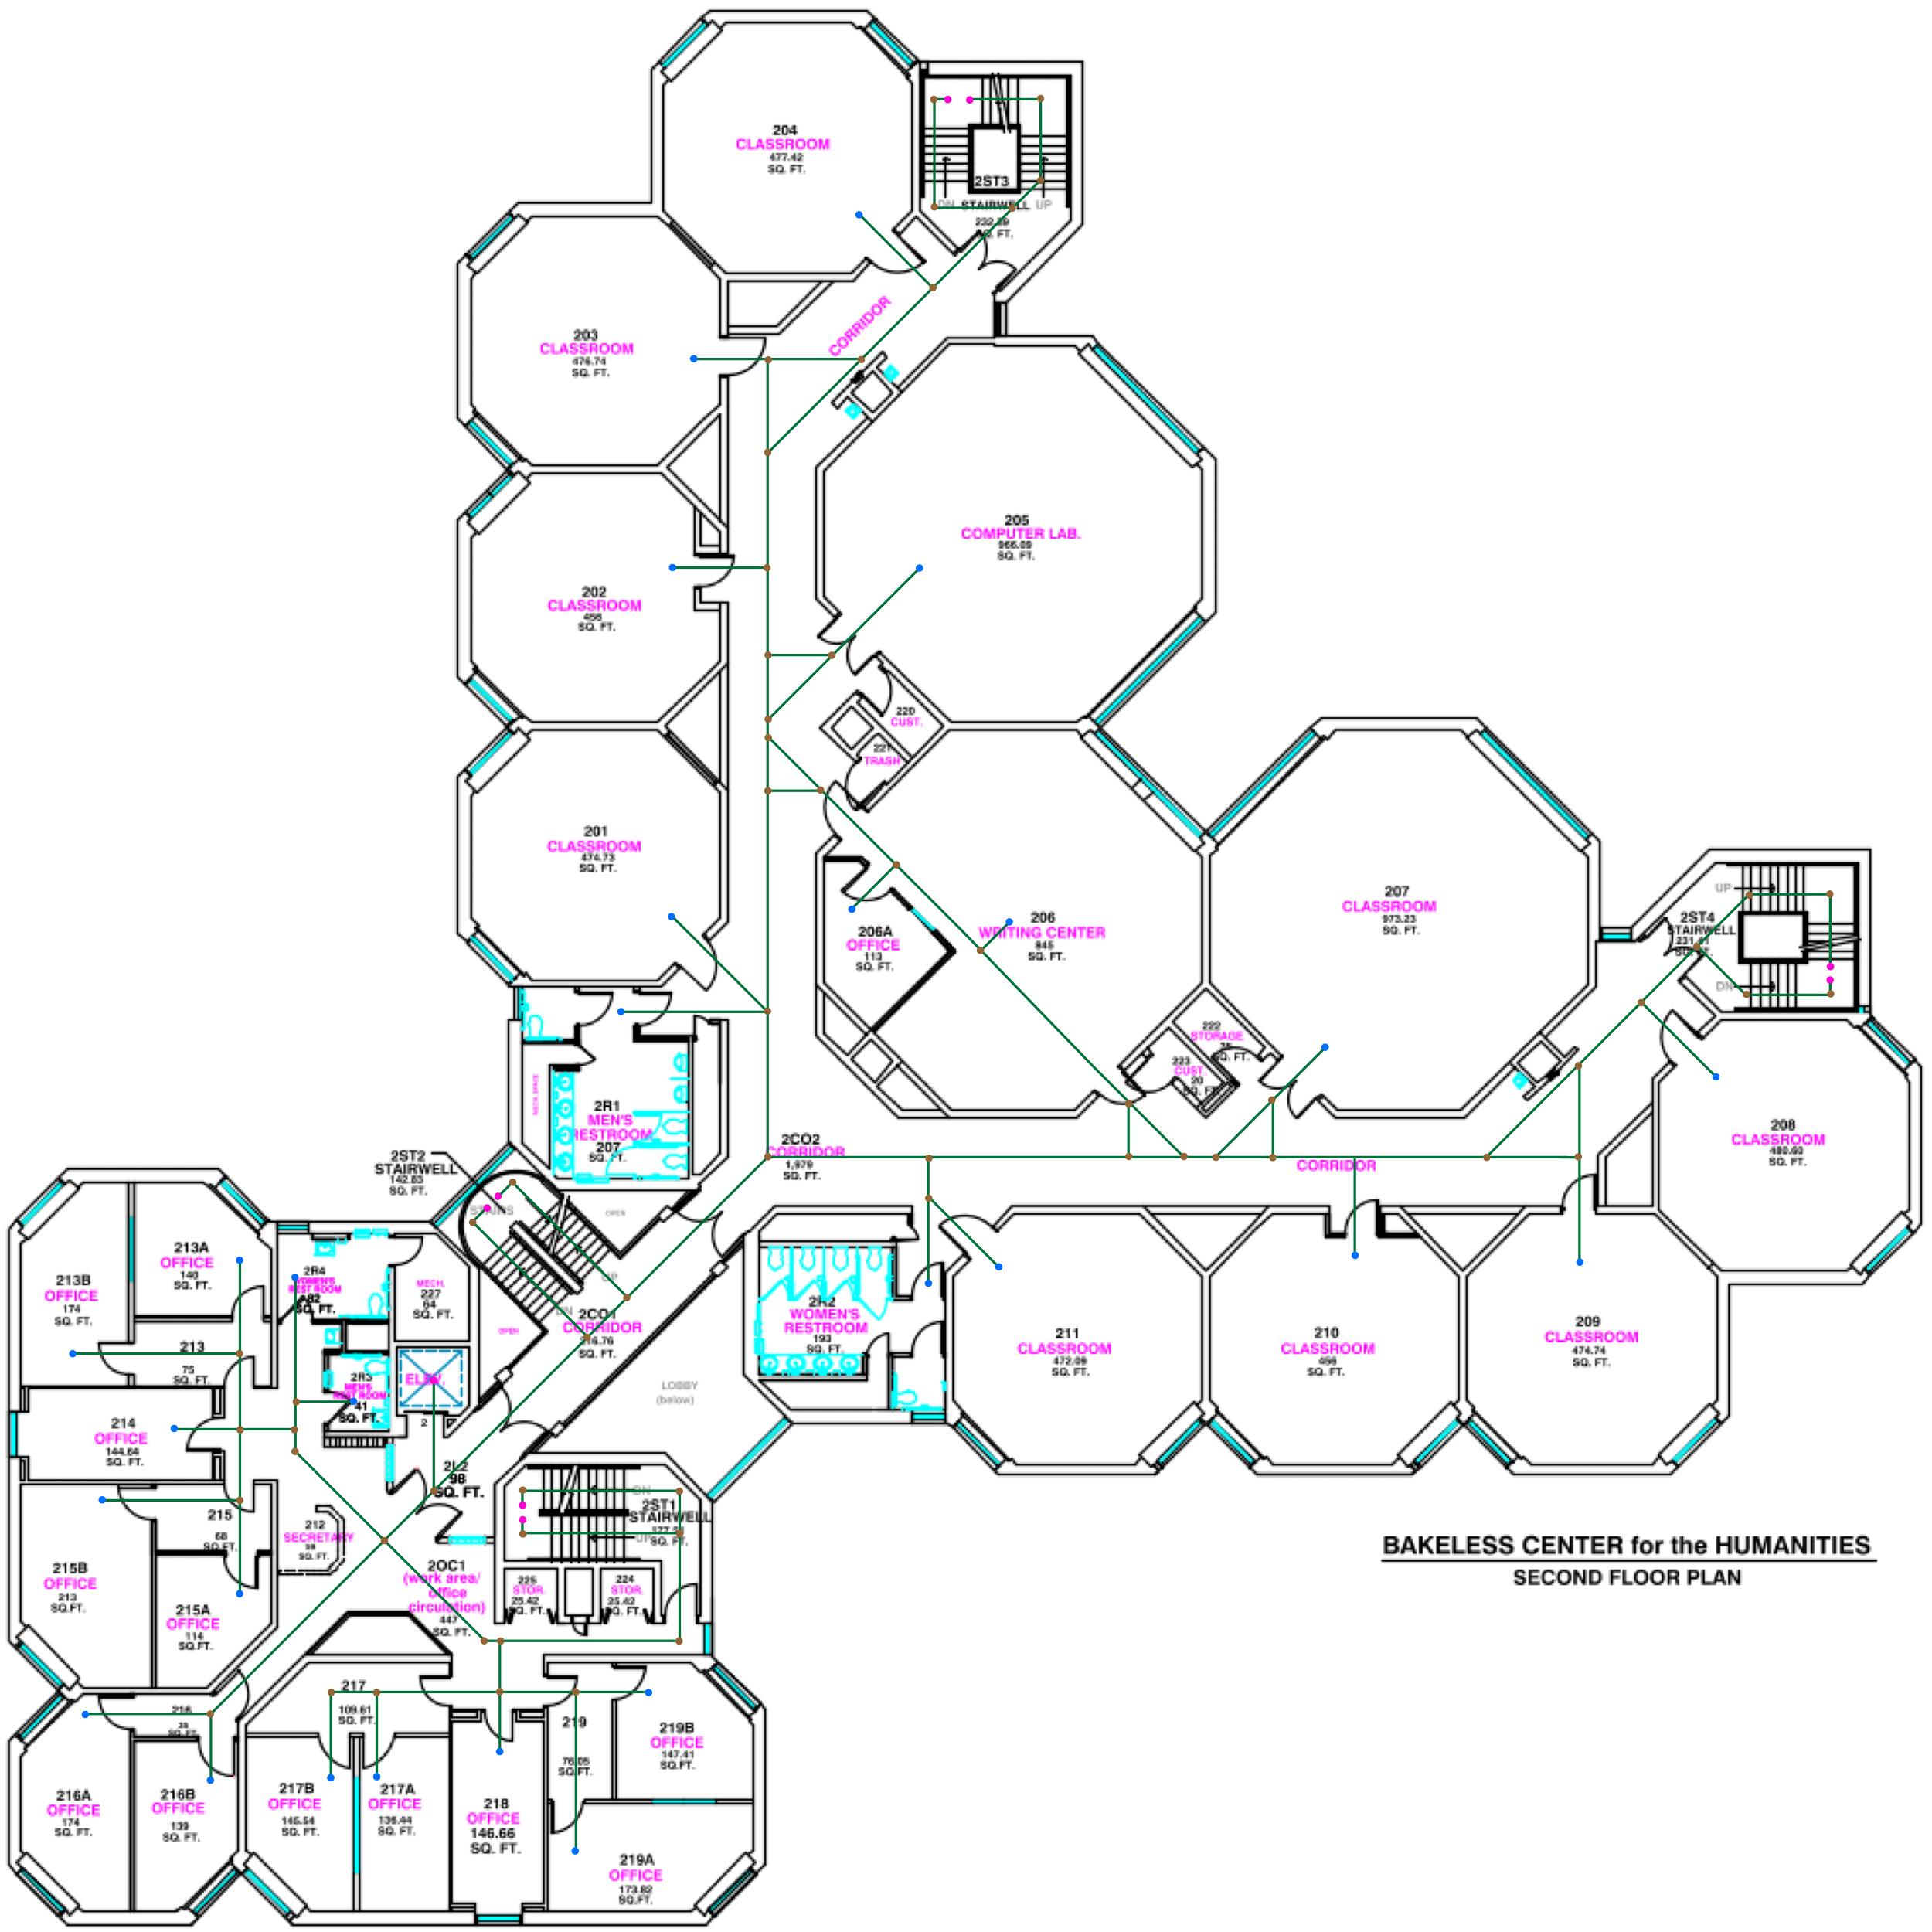 204
CLASSROOM
477.42
SQ. FT.
2ST3
DN STAIRWELL UP
SQ. FT.
203
CLASSROOM
476.74
SQ. FT.
CORRIDOR
205
COMPUTER LAB.
966.09
SQ. FT.
202
CLASSROOM
456
SQ. FT.
220
CUST.
221
TRASH
201
CLASSROOM
474.73
SQ. FT.
207
CLASSROOM
973.23
SQ. FT.
UP
2ST4
STAIRWELL
DN
206
WRITING CENTER
845
SQ. FT.
206A
OFFICE
113
SQ. FT.
222
STORAGE
SQ. FT.
223
CUST.
20
SQ. FT.
MECH. SPACE
2R1
MEN'S
RESTROOM
207
SQ. FT.
2CO2
CORRIDOR
1,979
SQ. FT.
CORRIDOR
208
CLASSROOM
480.60
SQ. FT.
2ST2
STAIRWELL
142.83
SQ. FT.
STAIRS
OPEN
UP
DN
OPEN
2CO1
CORRIDOR
SQ. FT.
213A
OFFICE
140
SQ. FT.
213B
OFFICE
174
SQ. FT.
2R4
WOMEN'S
REST ROOM
82
SQ. FT.
MECH.
227
64
SQ. FT.
2R2
WOMEN'S
RESTROOM
193
SQ. FT.
211
CLASSROOM
472.09
SQ. FT.
210
CLASSROOM
456
SQ. FT.
209
CLASSROOM
474.74
SQ. FT.
213
75
SQ. FT.
2R3
MEN'S
REST ROOM
41
SQ. FT.
ELEV.
2
LOBBY
(below)
214
OFFICE
144.64
SQ. FT.
2L2
98
SQ. FT.
DN
2ST1
STAIRWELL
SQ. FT.
UP
215
68
SQ. FT.
212
SECRETARY
SQ. FT.
215B
OFFICE
213
SQ.FT.
215A
OFFICE
114
SQ.FT.
2OC1
(work area/
office
circulation)
447
SQ. FT.
225
STOR.
25.42
SQ. FT.
224
STOR.
25.42
SQ. FT.
BAKELESS CENTER for the HUMANITIES
SECOND FLOOR PLAN
216
35
SQ. FT.
217
109.61
SQ. FT.
219
76.05
SQ. FT.
219B
OFFICE
147.41
SQ.FT.
216A
OFFICE
174
SQ. FT.
216B
OFFICE
139
SQ. FT.
217B
OFFICE
145.54
SQ. FT.
217A
OFFICE
136.44
SQ. FT.
218
OFFICE
146.66
SQ. FT.
219A
OFFICE
173.82
SQ.FT.